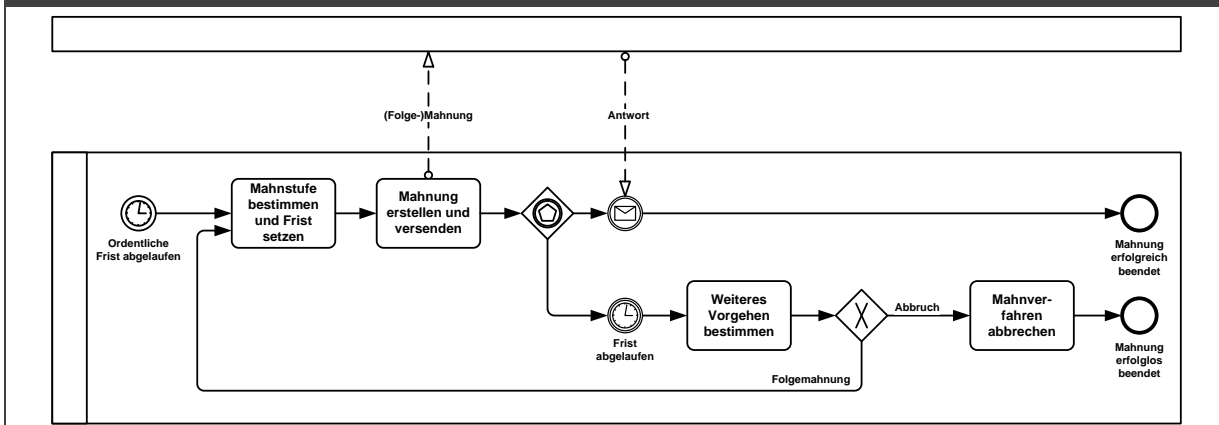 (Folge-)Mahnung
Antwort
Ordentliche
Frist abgelaufen
Mahnstufe
bestimmen
und Frist
setzen
Mahnung
erstellen und
versenden
Mahnung
erfolgreich
beendet
Frist
abgelaufen
Weiteres
Vorgehen
bestimmen
Abbruch
Mahnver-
fahren
abbrechen
Mahnung
erfolglos
beendet
Folgemahnung